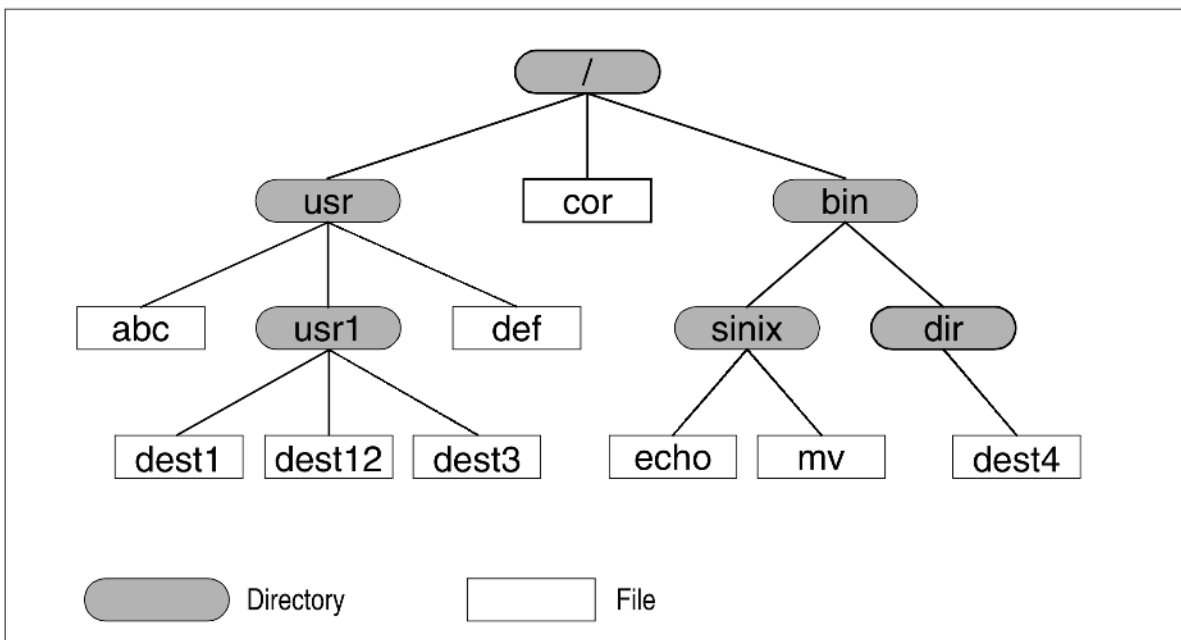 /
usr cor bin
abc usr1 def sinix dir
dest1 dest12 dest3 echo mv dest4
Directory File